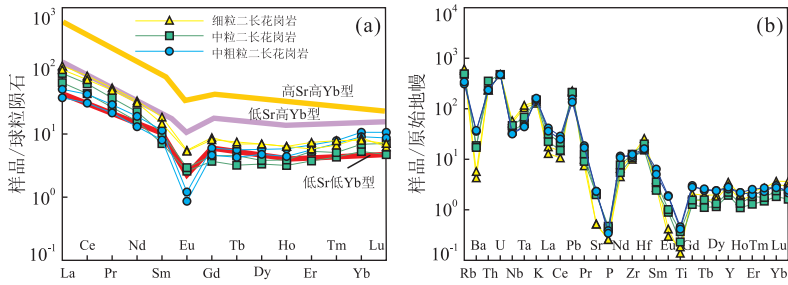 (a)
细粒二长花岗岩
中粒二长花岗岩
中粗粒二长花岗岩
高Sr高Yb型
低Sr高Yb型
低Sr低Yb型
样品/球粒陨石
10³
10²
10¹
10⁰
10⁻¹
Ce Nd Eu Tb Ho Tm Lu
La Pr Sm Gd Dy Er Yb
(b)
样品/原始地幔
10⁴
10³
10²
10¹
10⁰
10⁻¹
Ba U Ta La Pb Sr Nd Hf Eu Gd Dy Ho Tm Lu
Rb Th Nb K Ce Pr P Zr Sm Ti Tb Y Er Yb